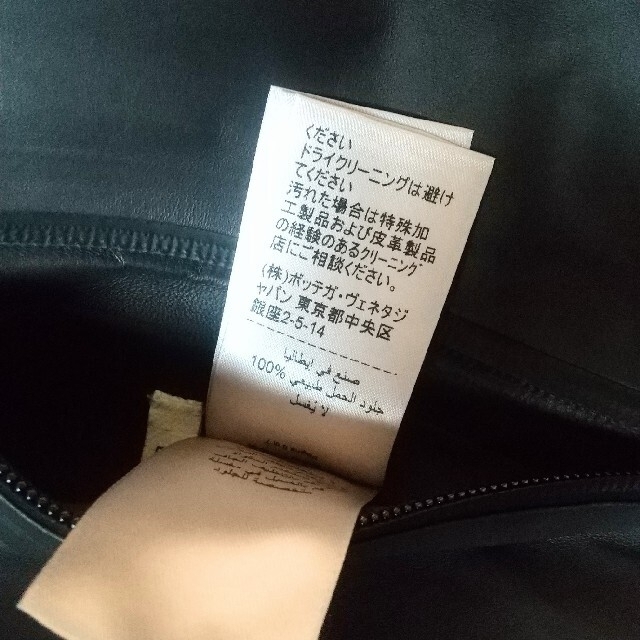 ください
ドライクリーニングは避け
てください
汚れた場合は特殊加
工製品および皮革製品
の経験のあるクリーニング
店にご相談ください。
(株)ボッテガ・ヴェネタジ
ャパン 東京都中央区
銀座2-5-14
صنع في إيطاليا
100% جلود الحمل طبيعي
لا يُغسل